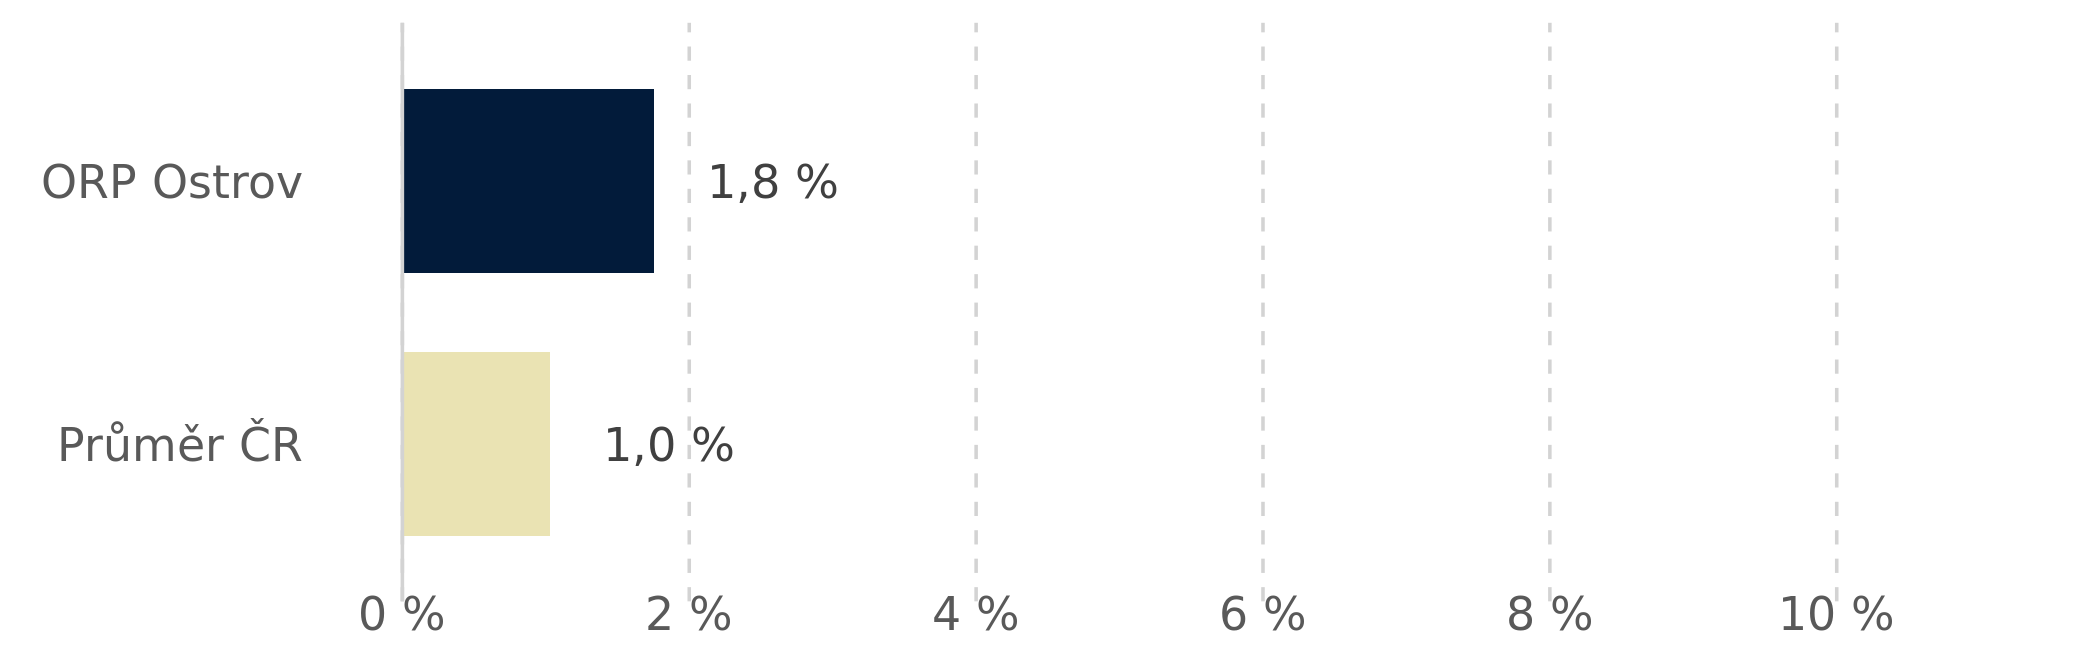 ORP Ostrov 1,8 %
Průměr ČR 1,0 %
0 % 2 % 4 % 6 % 8 % 10 %